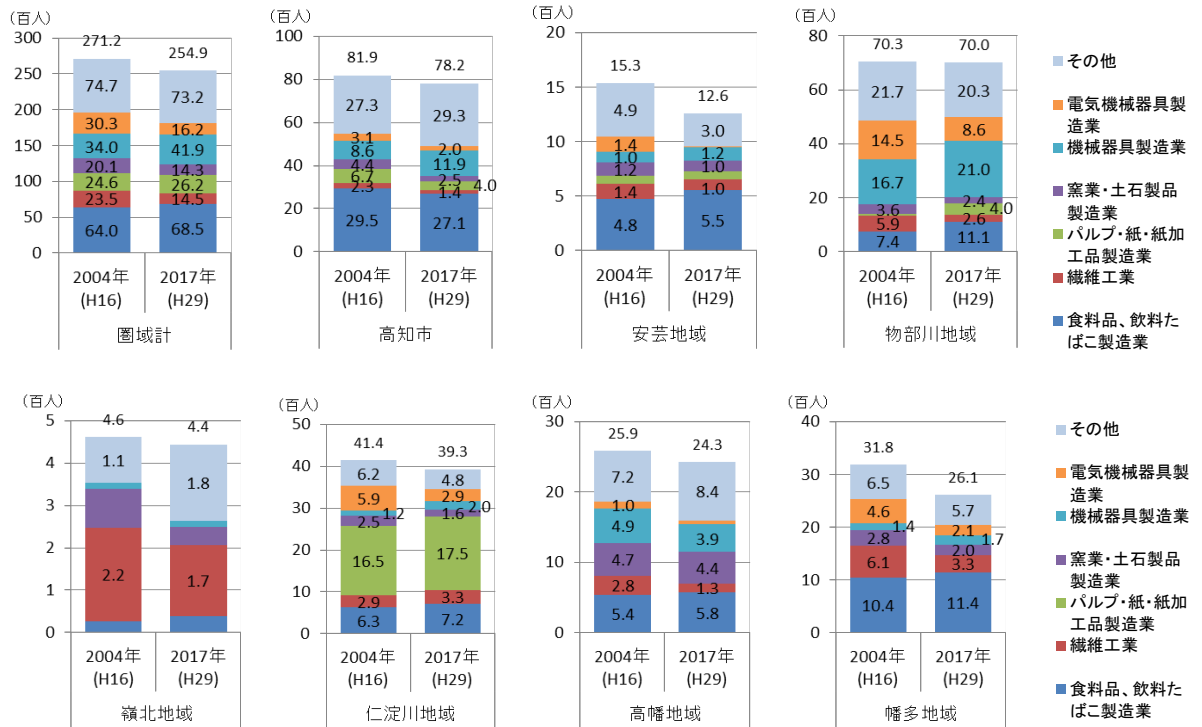 （百人）
300
250
200
150
100
50
0
271.2
254.9
74.7
73.2
30.3
16.2
34.0
41.9
20.1
14.3
24.6
26.2
23.5
14.5
64.0
68.5
2004年
(H16)
2017年
(H29)
圏域計
（百人）
100
80
60
40
20
0
81.9
78.2
27.3
29.3
3.1
2.0
8.6
11.9
4.4
2.5
6.7
4.0
2.3
1.4
29.5
27.1
2004年
(H16)
2017年
(H29)
高知市
（百人）
20
15
10
5
0
15.3
12.6
4.9
3.0
1.4
1.0
1.2
1.2
1.0
1.4
1.0
4.8
5.5
2004年
(H16)
2017年
(H29)
安芸地域
（百人）
80
60
40
20
0
70.3
70.0
21.7
20.3
14.5
8.6
16.7
21.0
3.6
2.4
4.0
5.9
2.6
7.4
11.1
2004年
(H16)
2017年
(H29)
物部川地域
その他
電気機械器具製
造業
機械器具製造業
窯業・土石製品
製造業
パルプ・紙・紙加
工品製造業
繊維工業
食料品、飲料た
ばこ製造業
（百人）
5
4
3
2
1
0
4.6
4.4
1.1
1.8
2.2
1.7
2004年
(H16)
2017年
(H29)
嶺北地域
（百人）
50
40
30
20
10
0
41.4
39.3
6.2
4.8
5.9
2.9
1.2
2.0
2.5
1.6
16.5
17.5
2.9
3.3
6.3
7.2
2004年
(H16)
2017年
(H29)
仁淀川地域
（百人）
30
20
10
0
25.9
24.3
7.2
8.4
1.0
4.9
3.9
4.7
4.4
2.8
1.3
5.4
5.8
2004年
(H16)
2017年
(H29)
高幡地域
（百人）
40
30
20
10
0
31.8
26.1
6.5
5.7
4.6
2.1
1.4
1.7
2.8
2.0
6.1
3.3
10.4
11.4
2004年
(H16)
2017年
(H29)
幡多地域
その他
電気機械器具製
造業
機械器具製造業
窯業・土石製品
製造業
パルプ・紙・紙加
工品製造業
繊維工業
食料品、飲料た
ばこ製造業